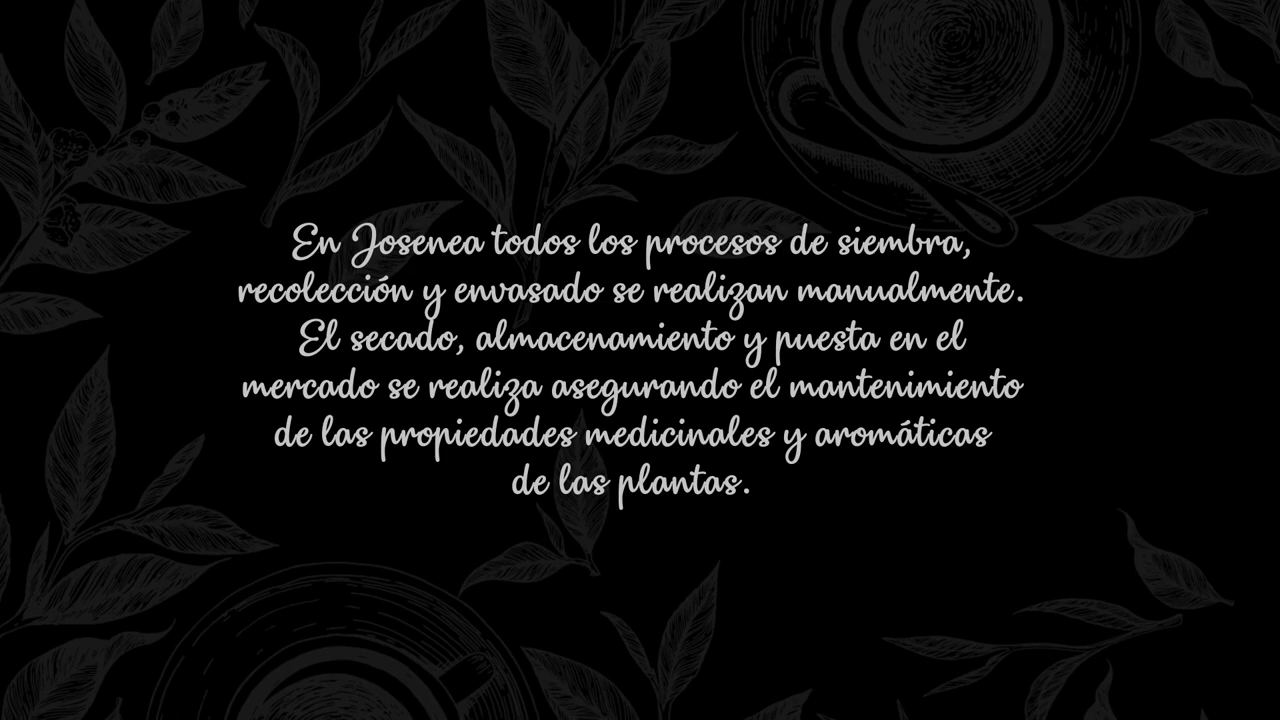 En Josenea todos los procesos de siembra,
recolección y envasado se realizan manualmente.
El secado, almacenamiento y puesta en el
mercado se realiza asegurando el mantenimiento
de las propiedades medicinales y aromáticas
de las plantas.